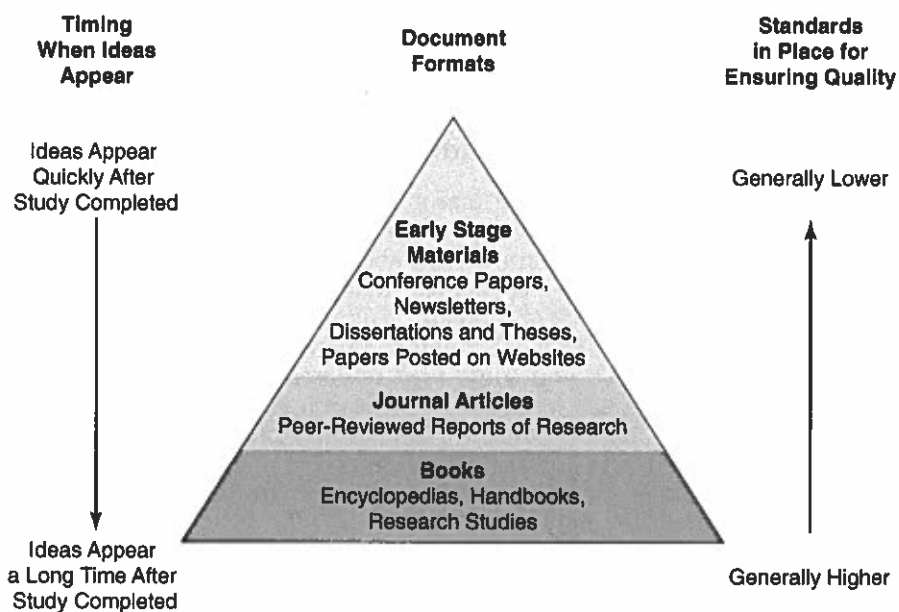 Timing
When Ideas
Appear
Document
Formats
Standards
in Place for
Ensuring Quality
Ideas Appear
Quickly After
Study Completed
Generally Lower
Early Stage
Materials
Conference Papers,
Newsletters,
Dissertations and Theses,
Papers Posted on Websites
Journal Articles
Peer-Reviewed Reports of Research
Books
Encyclopedias, Handbooks,
Research Studies
Ideas Appear
a Long Time After
Study Completed
Generally Higher